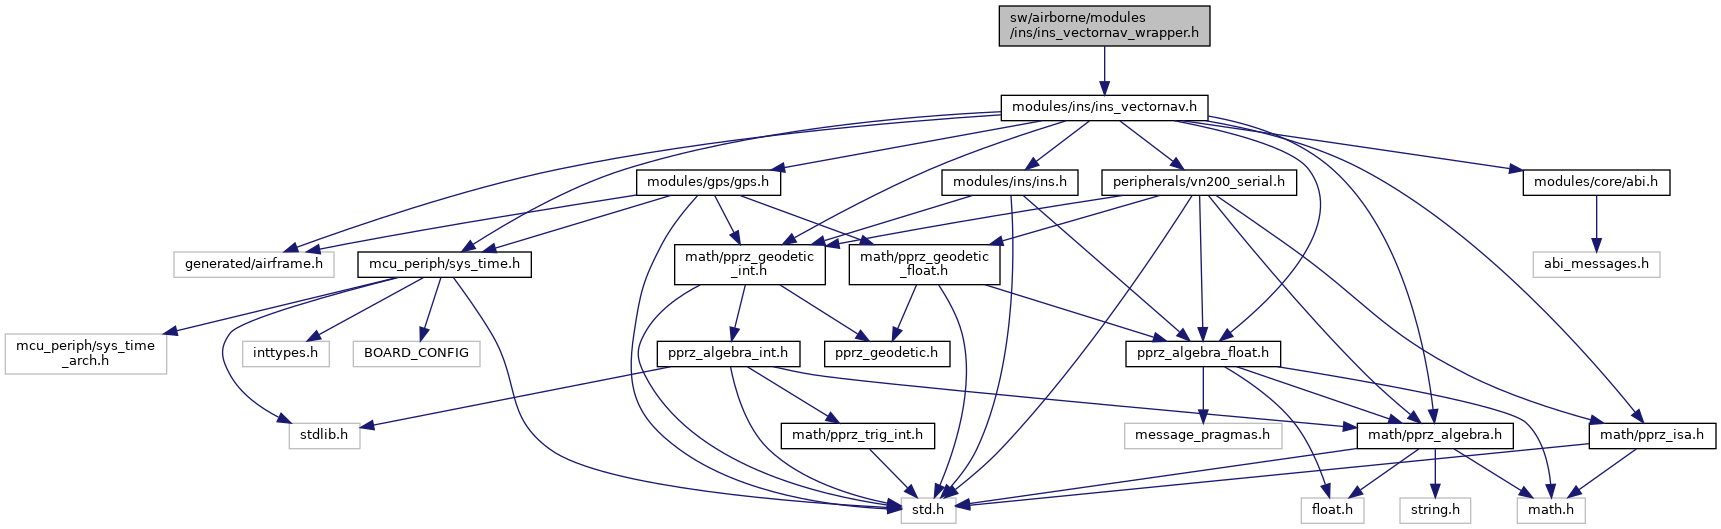 sw/airborne/modules
/ins/ins_vectornav_wrapper.h
modules/ins/ins_vectornav.h
modules/gps/gps.h
modules/ins/ins.h
peripherals/vn200_serial.h
modules/core/abi.h
generated/airframe.h
mcu_periph/sys_time.h
math/pprz_geodetic
_int.h
math/pprz_geodetic
_float.h
abi_messages.h
mcu_periph/sys_time
_arch.h
inttypes.h
BOARD_CONFIG
pprz_algebra_int.h
pprz_geodetic.h
pprz_algebra_float.h
stdlib.h
math/pprz_trig_int.h
message_pragmas.h
math/pprz_algebra.h
math/pprz_isa.h
std.h
float.h
string.h
math.h